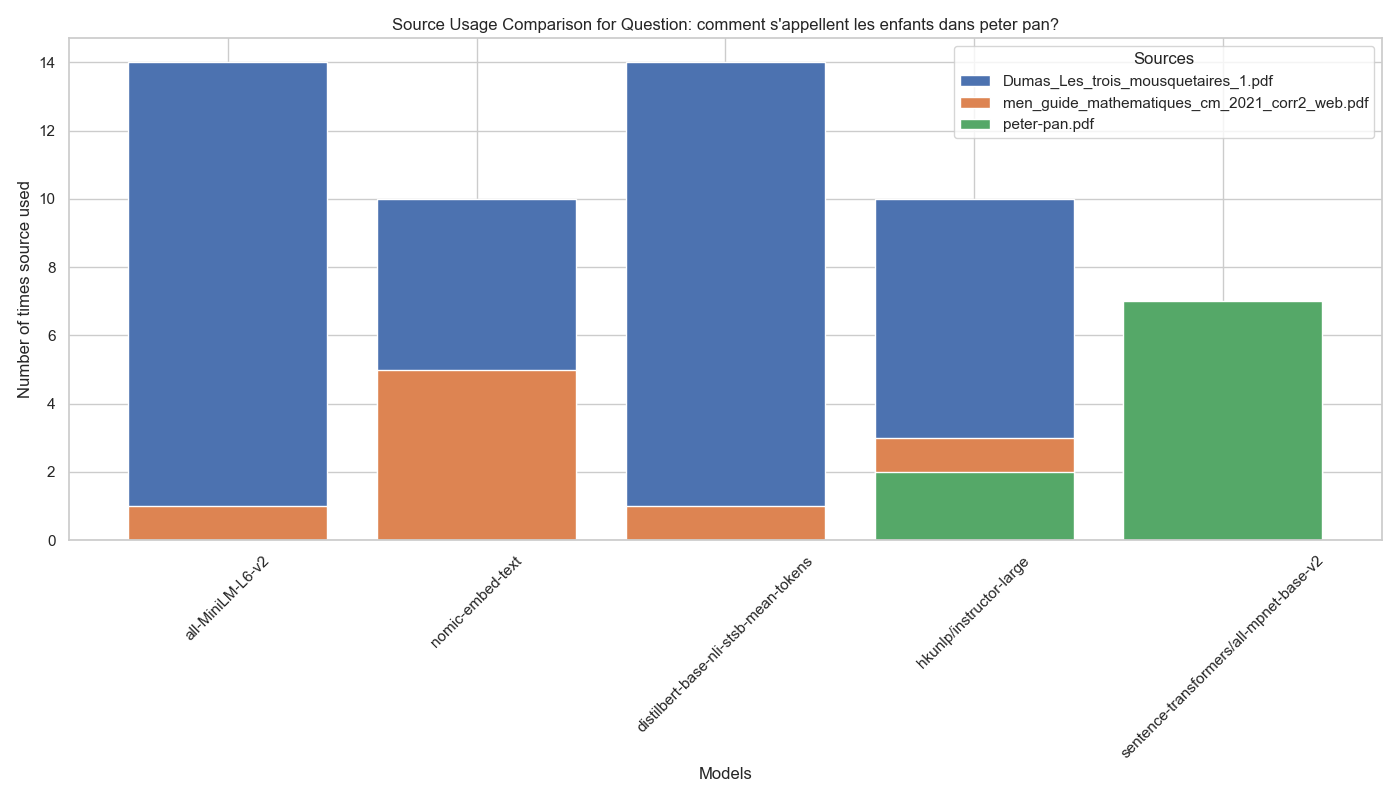 Source Usage Comparison for Question: comment s'appellent les enfants dans peter pan?
Sources
Dumas_Les_trois_mousquetaires_1.pdf
men_guide_mathematiques_cm_2021_corr2_web.pdf
peter-pan.pdf
Number of times source used
14
12
10
8
6
4
2
0
all-MiniLM-L6-v2
nomic-embed-text
distilbert-base-nli-stsb-mean-tokens
hkunlp/instructor-large
sentence-transformers/all-mpnet-base-v2
Models